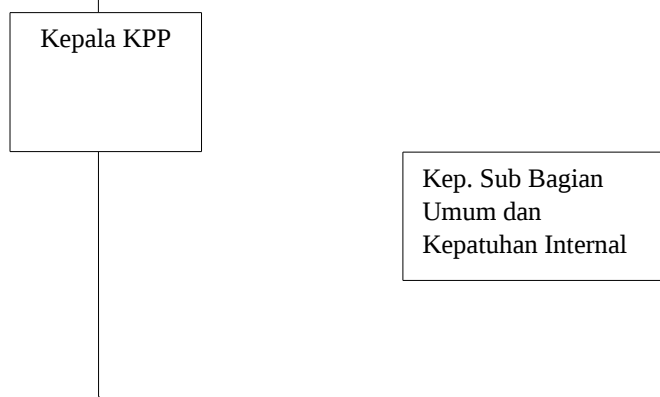 Kepala KPP
Kep. Sub Bagian
Umum dan
Kepatuhan Internal